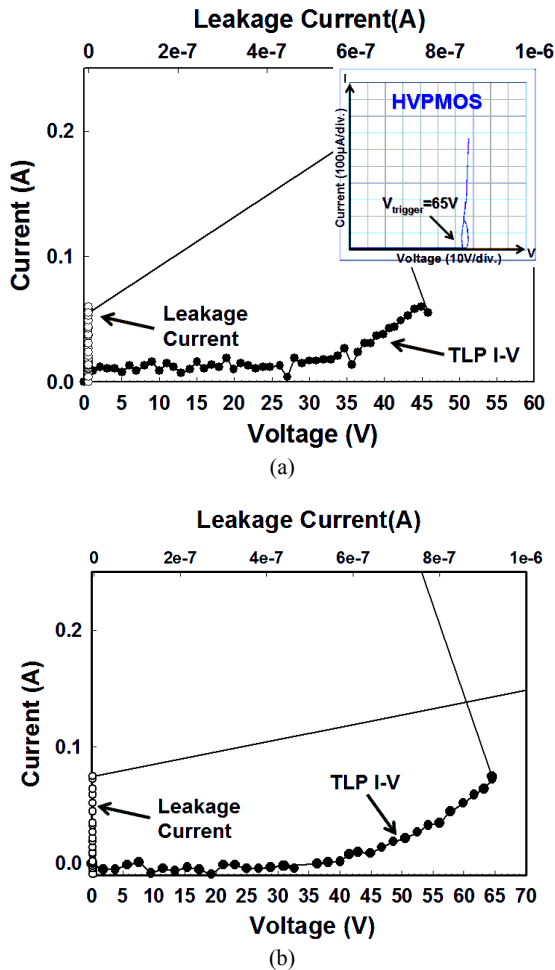 Leakage Current(A)
0 2e-7 4e-7 6e-7 8e-7 1e-6
0.2
0.1
0.0
Current (A)
I
HVPMOS
Current (100µA/div.)
Vtrigger=65V
Voltage (10V/div.)
V
Leakage
Current
TLP I-V
0 5 10 15 20 25 30 35 40 45 50 55 60
Voltage (V)
(a)
Leakage Current(A)
0 2e-7 4e-7 6e-7 8e-7 1e-6
0.2
0.1
0.0
Current (A)
TLP I-V
Leakage
Current
0 5 10 15 20 25 30 35 40 45 50 55 60 65 70
Voltage (V)
(b)